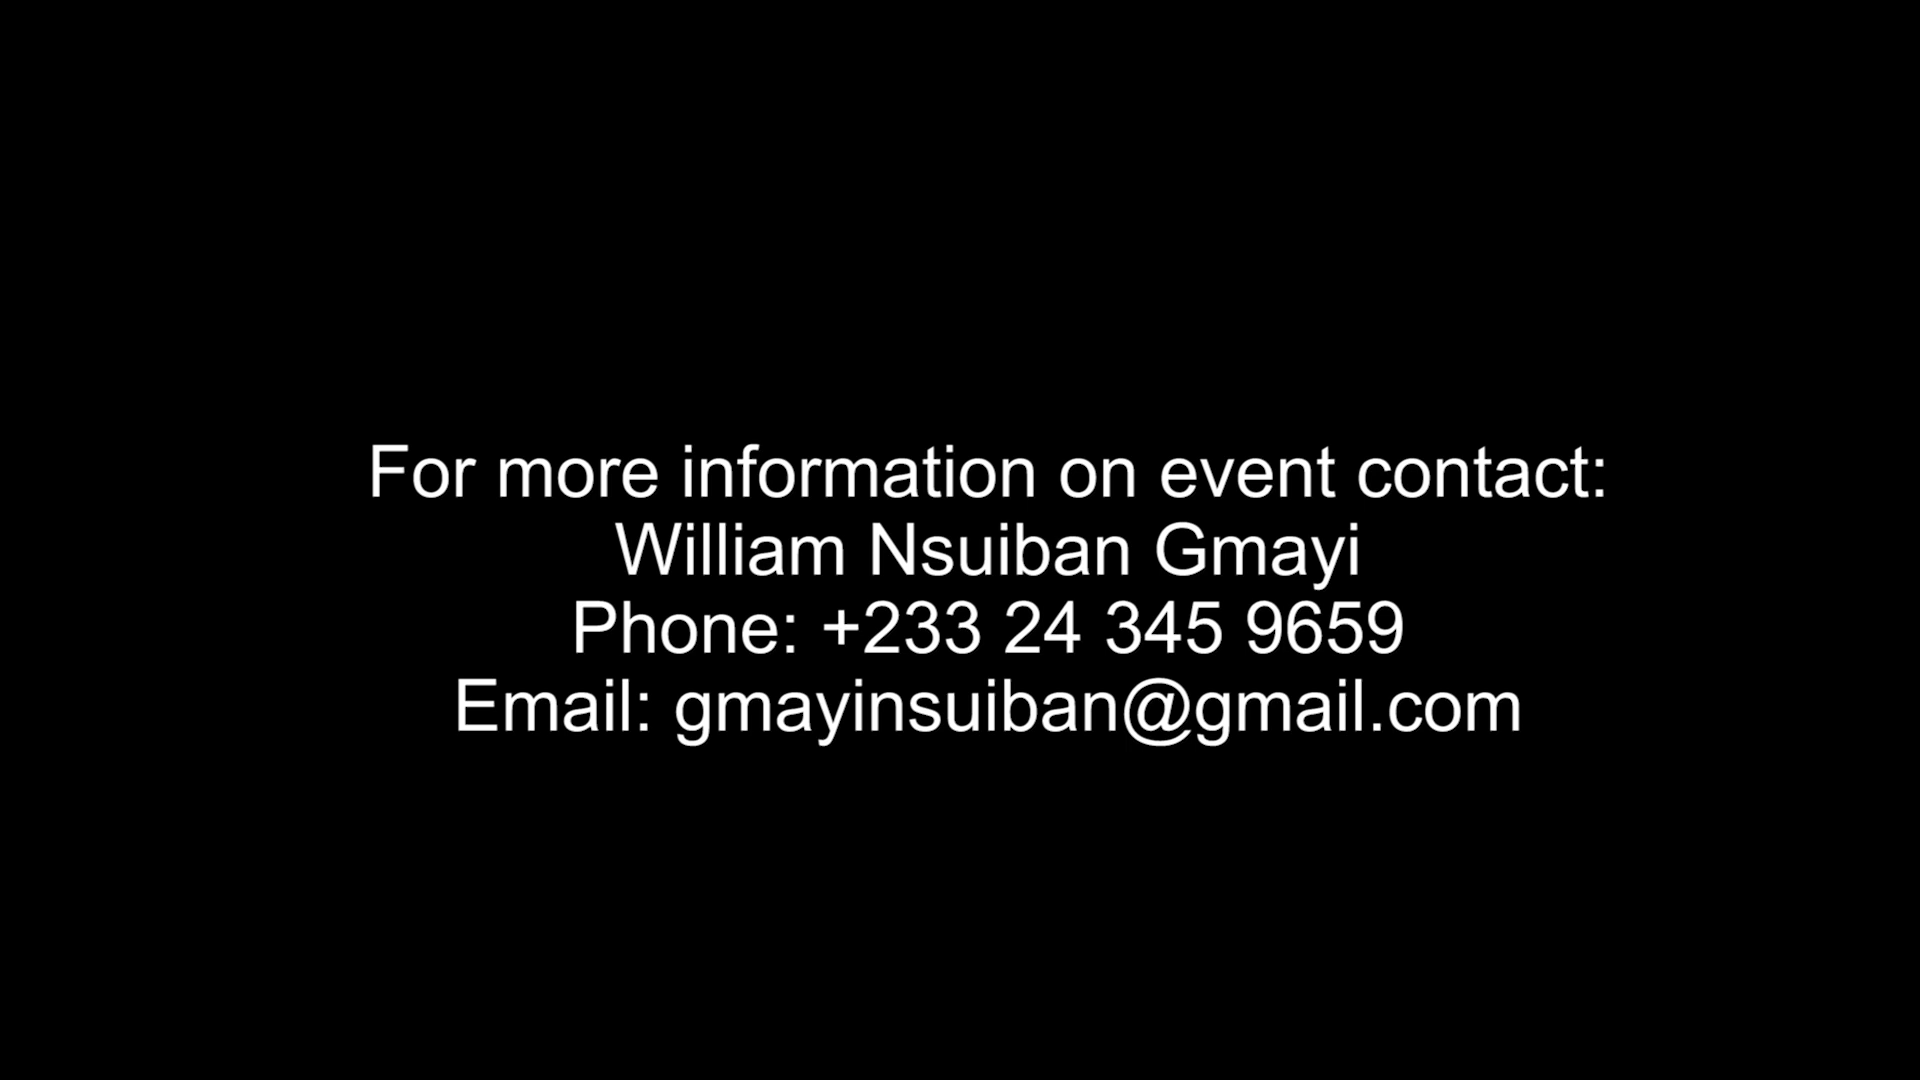 For more information on event contact:
William Nsuiban Gmayi
Phone: +233 24 345 9659
Email: gmayinsuiban@gmail.com